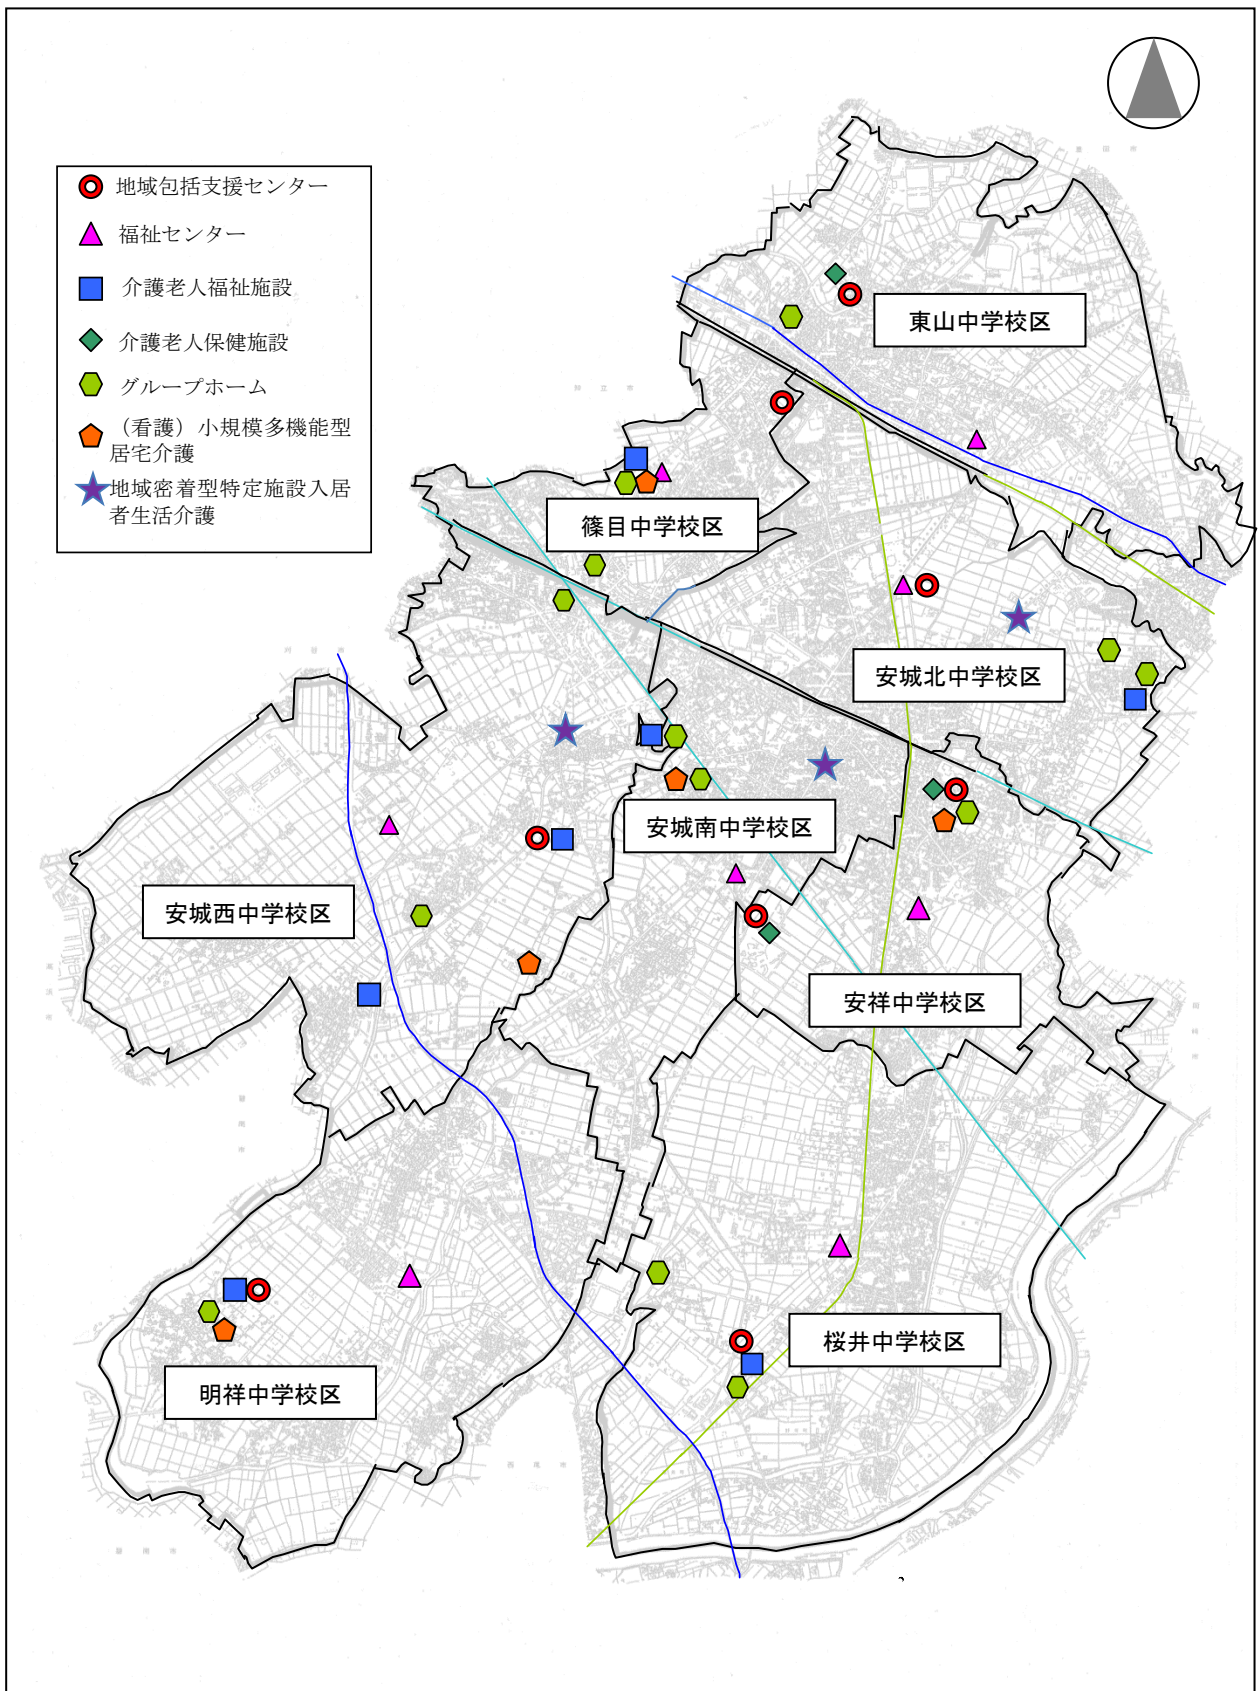 地域包括支援センター
福祉センター
介護老人福祉施設
介護老人保健施設
グループホーム
（看護）小規模多機能型
居宅介護
地域密着型特定施設入居
者生活介護
東山中学校区
篠目中学校区
安城北中学校区
安城南中学校区
安城西中学校区
安祥中学校区
桜井中学校区
明祥中学校区